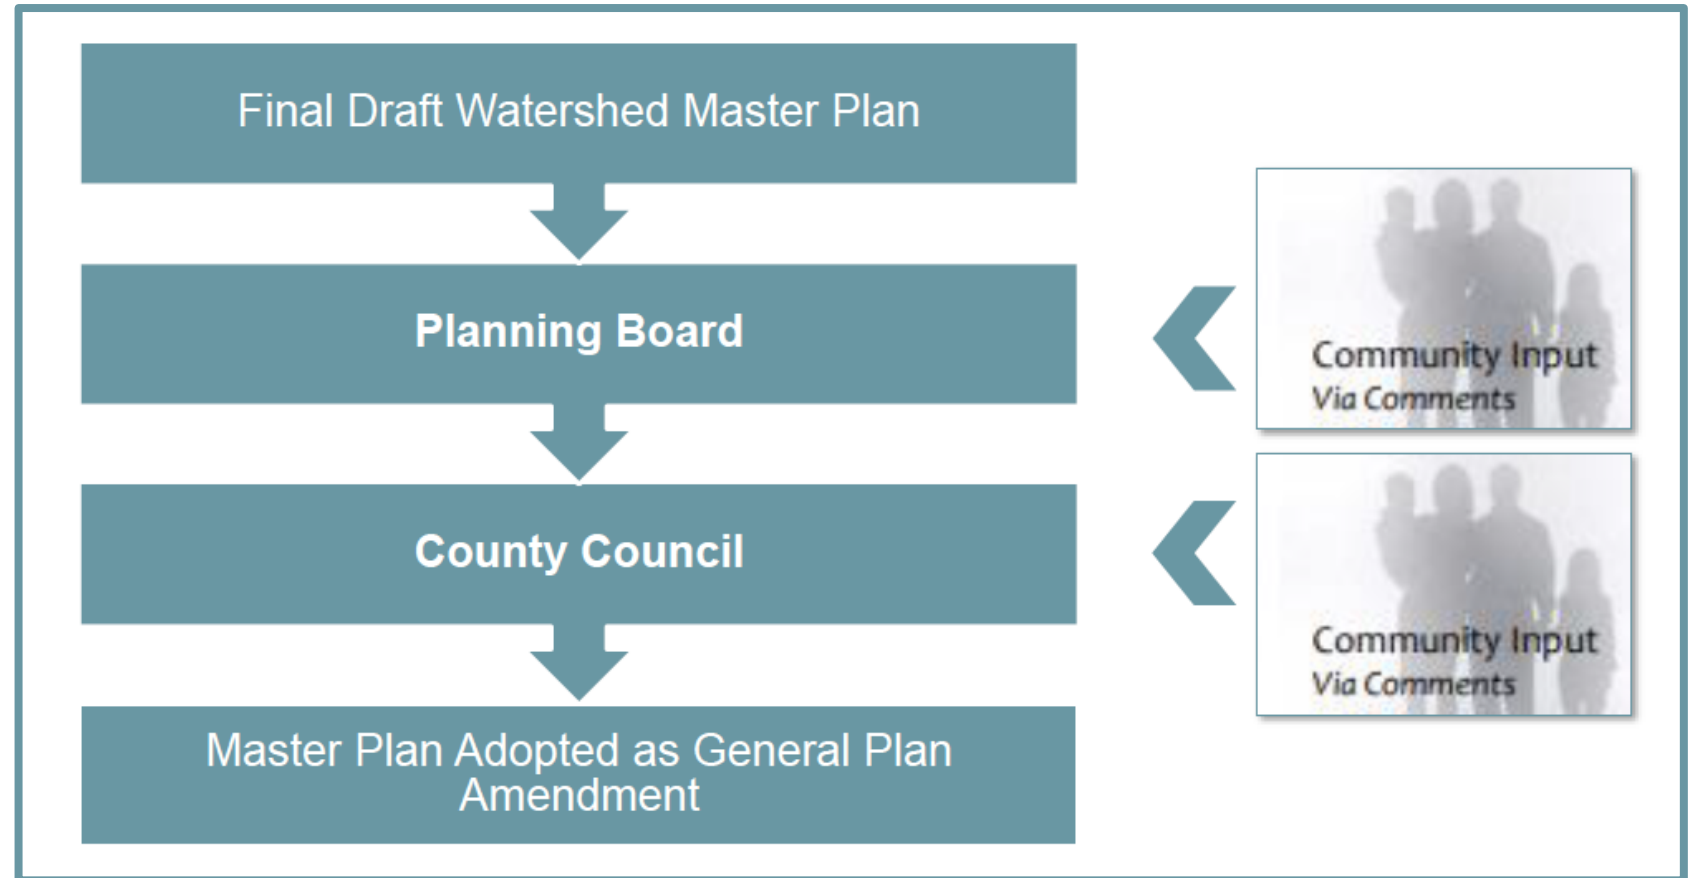 Final Draft Watershed Master Plan
Planning Board
Community Input
Via Comments
County Council
Community Input
Via Comments
Master Plan Adopted as General Plan
Amendment